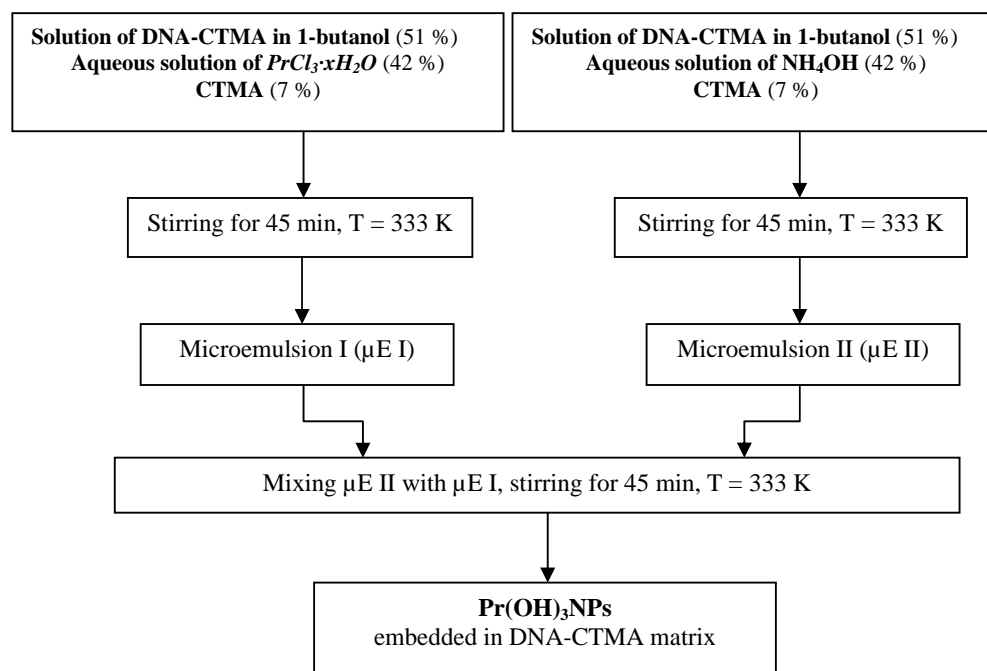 Solution of DNA-CTMA in 1-butanol (51 %)
Aqueous solution of PrCl₃·xH₂O (42 %)
CTMA (7 %)
Solution of DNA-CTMA in 1-butanol (51 %)
Aqueous solution of NH₄OH (42 %)
CTMA (7 %)
Stirring for 45 min, T = 333 K
Stirring for 45 min, T = 333 K
Microemulsion I (µE I)
Microemulsion II (µE II)
Mixing µE II with µE I, stirring for 45 min, T = 333 K
Pr(OH)₃NPs
embedded in DNA-CTMA matrix